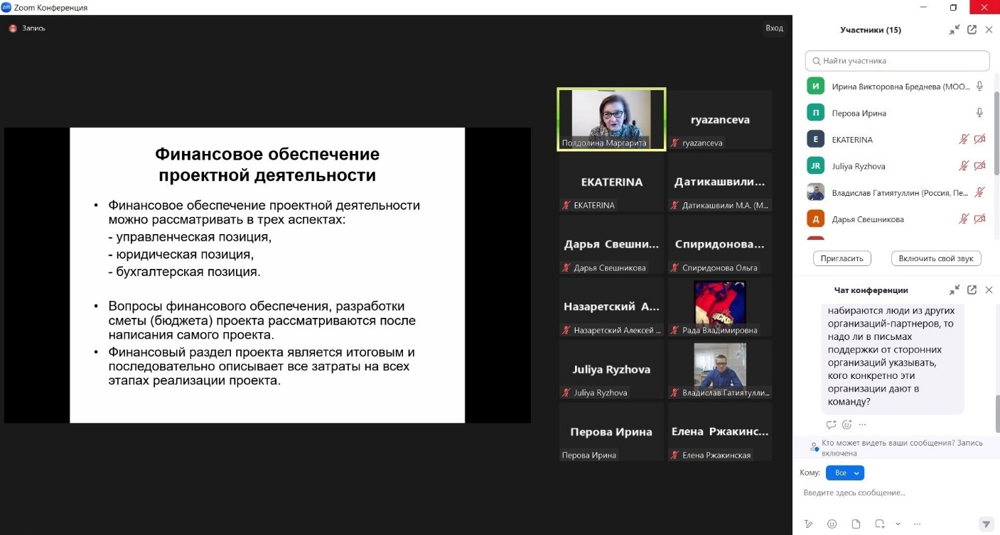 Zoom Конференция
Запись
Вход
Финансовое обеспечение
проектной деятельности
• Финансовое обеспечение проектной деятельности
можно рассматривать в трех аспектах:
- управленческая позиция,
- юридическая позиция,
- бухгалтерская позиция.
• Вопросы финансового обеспечения, разработки
сметы (бюджета) проекта рассматриваются после
написания самого проекта.
• Финансовый раздел проекта является итоговым и
последовательно описывает все затраты на всех
этапах реализации проекта.
Полдолина Маргарита
ryazanceva
ryazanceva
EKATERINA
EKATERINA
Датикашвили...
Датикашвили М.А. (М...
Дарья Свешни...
Дарья Свешникова
Спиридонова...
Спиридонова Ольга
Назаретский А...
Назаретский Алексей ...
Рада Владимировна
Juliya Ryzhova
Juliya Ryzhova
Владислав Гатиятулли...
Перова Ирина
Перова Ирина
Елена Ржакинс...
Елена Ржакинская
Участники (15)
Найти участника
И Ирина Викторовна Бреднева (МОО...
П Перова Ирина
E EKATERINA
JR Juliya Ryzhova
Владислав Гатиятуллин (Россия, Пе...
Д Дарья Свешникова
Пригласить
Включить свой звук
Чат конференции
набираются люди из других
организаций-партнеров, то
надо ли в письмах
поддержки от сторонних
организаций указывать,
кого конкретно эти
организации дают в
команду?
Кто может видеть ваши сообщения? Запись
включена
Кому: Все
Введите здесь сообщение...